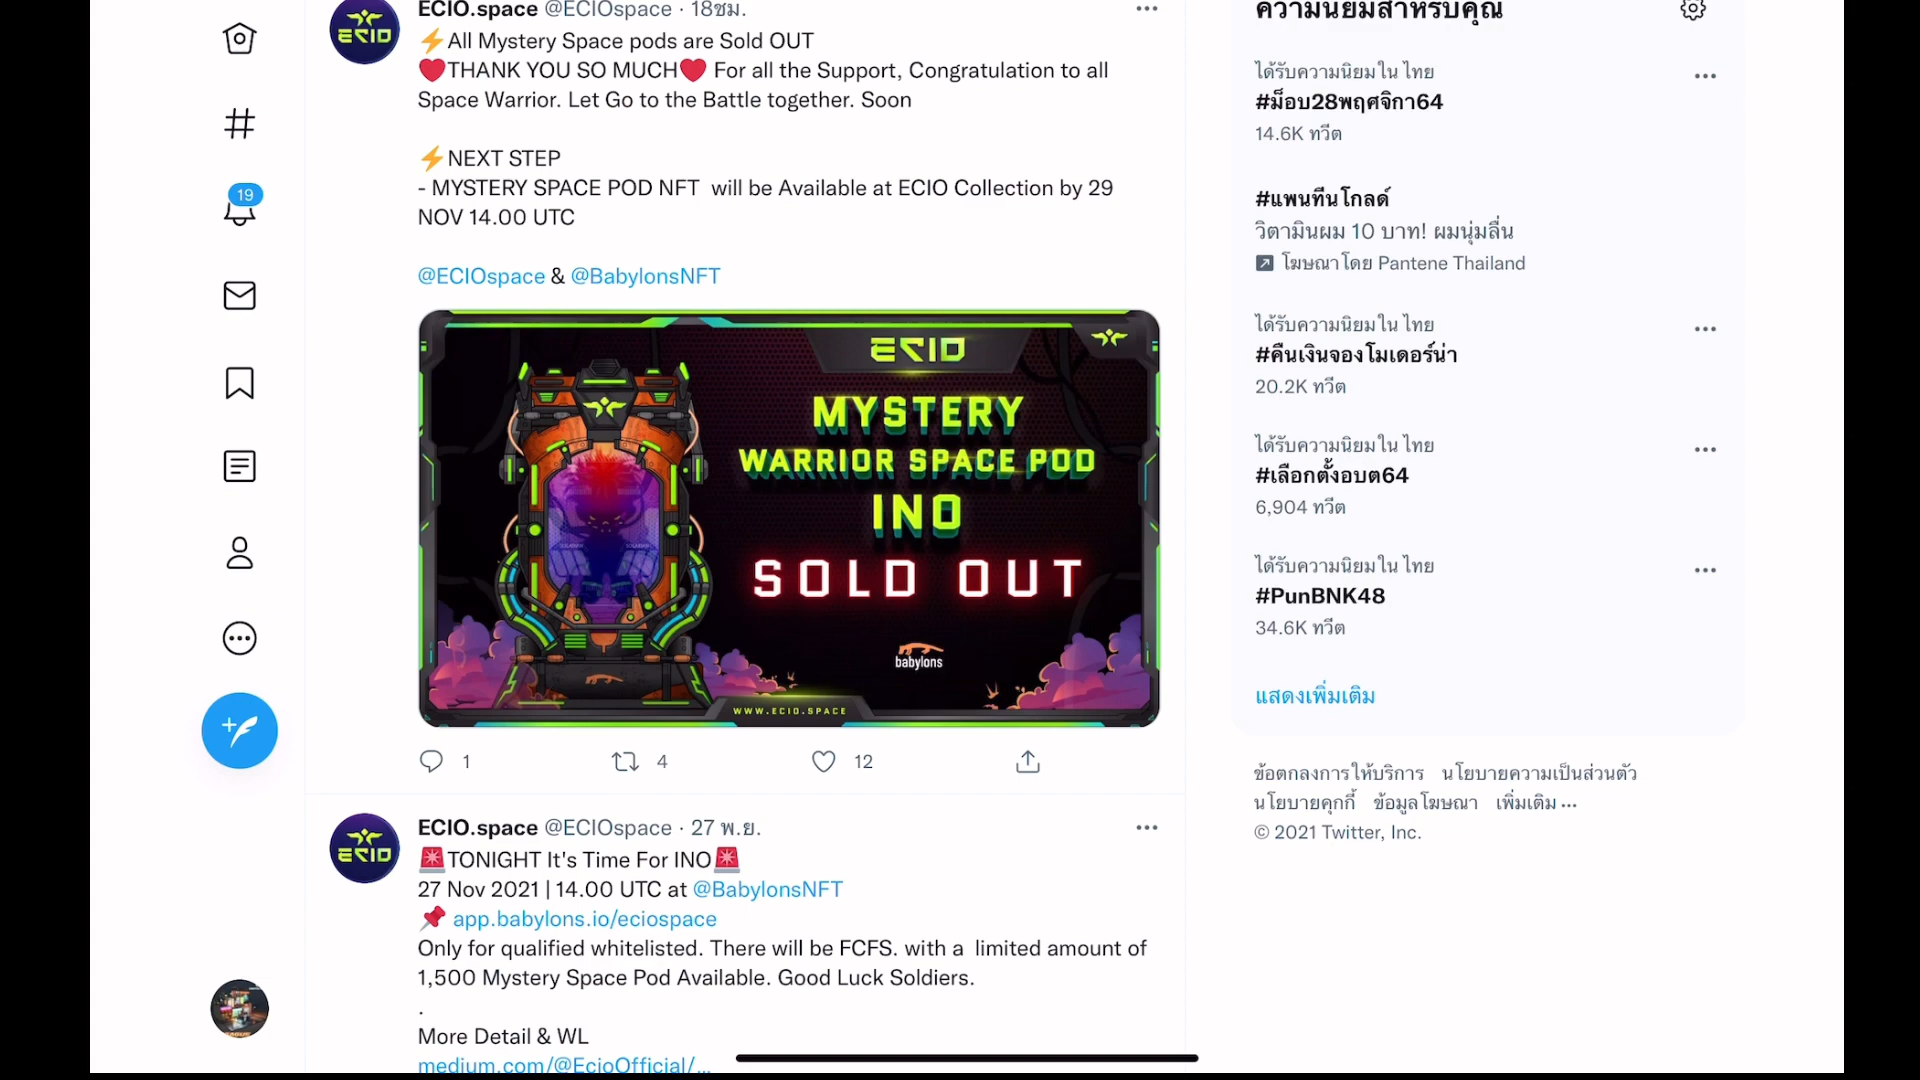 ECIO.space @ECIOspace · 18ชม.
⚡All Mystery Space pods are Sold OUT
❤️THANK YOU SO MUCH❤️ For all the Support, Congratulation to all
Space Warrior. Let Go to the Battle together. Soon
⚡NEXT STEP
- MYSTERY SPACE POD NFT will be Available at ECIO Collection by 29
NOV 14.00 UTC
@ECIOspace & @BabylonsNFT
ECIO
MYSTERY
WARRIOR SPACE POD
INO
SOLD OUT
babylons
WWW.ECIO.SPACE
1 4 12
ECIO
ECIO.space @ECIOspace · 27 พ.ย.
🚨TONIGHT It's Time For INO🚨
27 Nov 2021 | 14.00 UTC at @BabylonsNFT
📌 app.babylons.io/eciospace
Only for qualified whitelisted. There will be FCFS. with a limited amount of
1,500 Mystery Space Pod Available. Good Luck Soldiers.
.
More Detail & WL
medium.com/@EcioOfficial/...
ECIO
19
ความนิยมสำหรับคุณ
ได้รับความนิยมใน ไทย
#ม็อบ28พฤศจิกา64
14.6K ทวีต
#แพนทีนโกลด์
วิตามินผม 10 บาท! ผมนุ่มลื่น
โฆษณาโดย Pantene Thailand
ได้รับความนิยมใน ไทย
#คืนเงินจองโมเดอร์น่า
20.2K ทวีต
ได้รับความนิยมใน ไทย
#เลือกตั้งอบต64
6,904 ทวีต
ได้รับความนิยมใน ไทย
#PunBNK48
34.6K ทวีต
แสดงเพิ่มเติม
ข้อตกลงการให้บริการ นโยบายความเป็นส่วนตัว
นโยบายคุกกี้ ข้อมูลโฆษณา เพิ่มเติม ···
© 2021 Twitter, Inc.